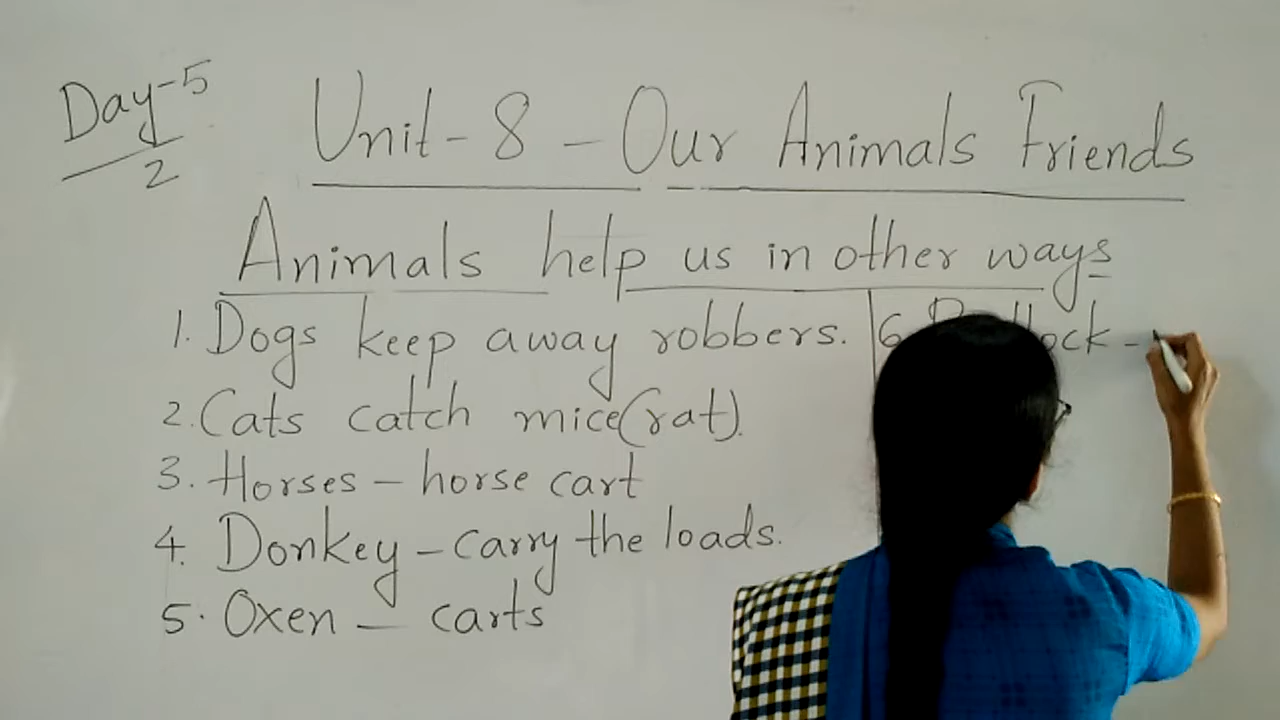 Day-5
2
Unit-8 - Our Animals Friends
Animals help us in other ways
1. Dogs keep away robbers.
2. Cats catch mice(rat).
3. Horses - horse cart
4. Donkey - carry the loads.
5. Oxen - carts
6 -